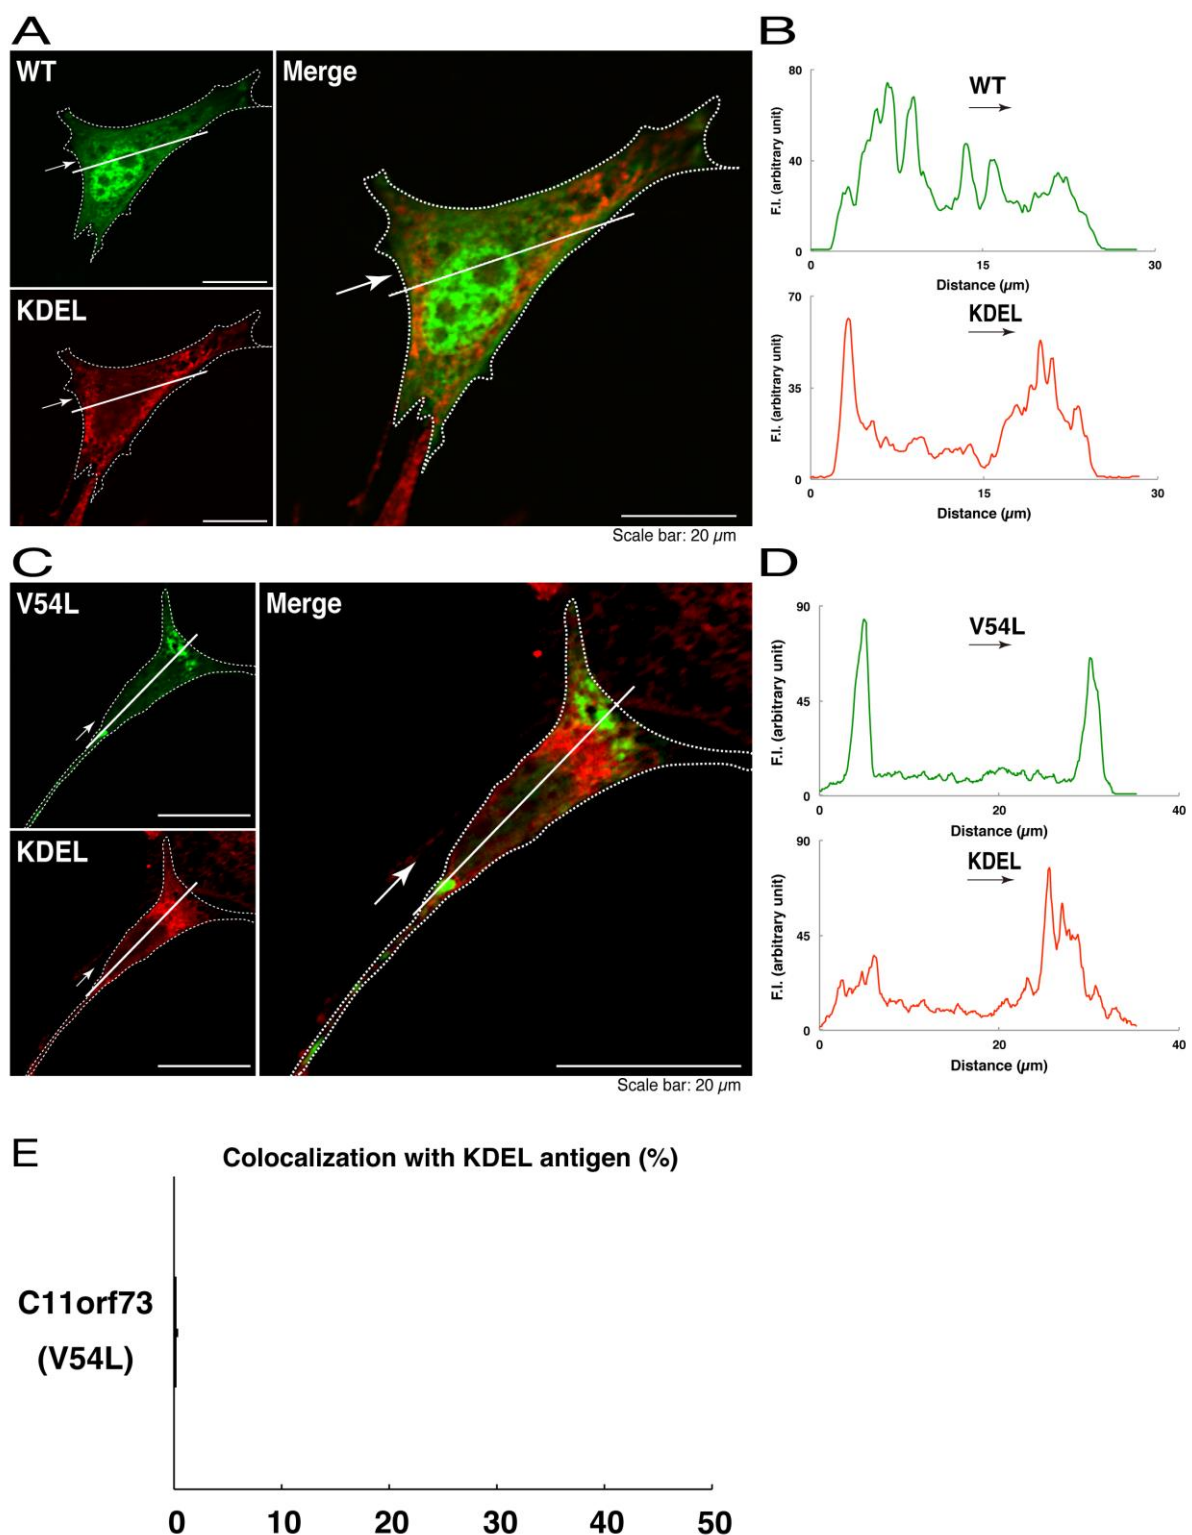 A
WT
KDEL
Merge
Scale bar: 20 µm
B
80
40
0
F.I. (arbitrary unit)
WT
0 15 30
Distance (µm)
70
35
0
F.I. (arbitrary unit)
KDEL
0 15 30
Distance (µm)
C
V54L
KDEL
Merge
Scale bar: 20 µm
D
90
45
0
F.I. (arbitrary unit)
V54L
0 20 40
Distance (µm)
90
45
0
F.I. (arbitrary unit)
KDEL
0 20 40
Distance (µm)
E
Colocalization with KDEL antigen (%)
C11orf73
(V54L)
0 10 20 30 40 50